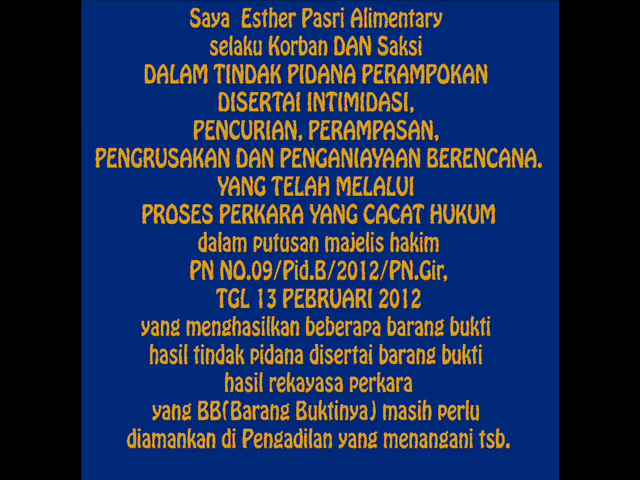 Saya Esther Pasri Alimentary
selaku Korban DAN Saksi
DALAM TINDAK PIDANA PERAMPOKAN
DISERTAI INTIMIDASI,
PENCURIAN, PERAMPASAN,
PENGRUSAKAN DAN PENGANIAYAAN BERENCANA.
YANG TELAH MELALUI
PROSES PERKARA YANG CACAT HUKUM
dalam putusan majelis hakim
PN NO.09/Pid.B/2012/PN.Gir,
TGL 13 PEBRUARI 2012
yang menghasilkan beberapa barang bukti
hasil tindak pidana disertai barang bukti
hasil rekayasa perkara
yang BB(Barang Buktinya) masih perlu
diamankan di Pengadilan yang menangani tsb.